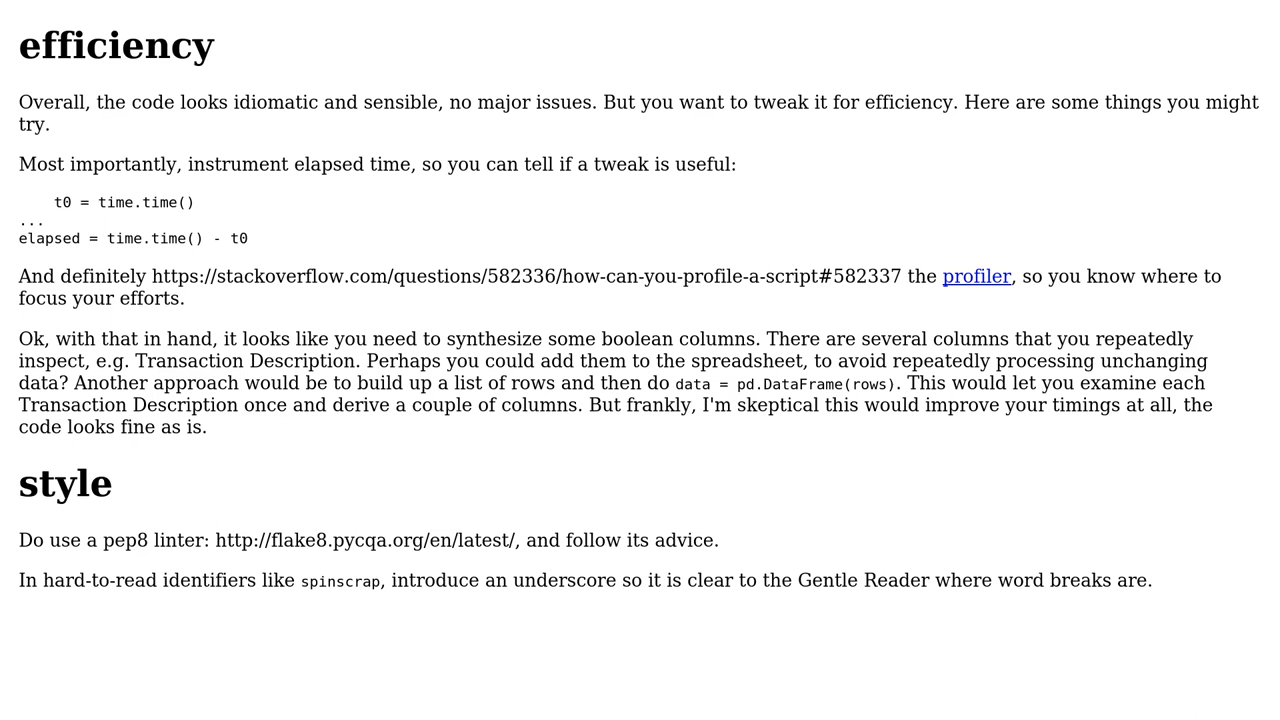 efficiency
Overall, the code looks idiomatic and sensible, no major issues. But you want to tweak it for efficiency. Here are some things you might
try.
Most importantly, instrument elapsed time, so you can tell if a tweak is useful:
    t0 = time.time()
...
elapsed = time.time() - t0
And definitely https://stackoverflow.com/questions/582336/how-can-you-profile-a-script#582337 the profiler, so you know where to
focus your efforts.
Ok, with that in hand, it looks like you need to synthesize some boolean columns. There are several columns that you repeatedly
inspect, e.g. Transaction Description. Perhaps you could add them to the spreadsheet, to avoid repeatedly processing unchanging
data? Another approach would be to build up a list of rows and then do data = pd.DataFrame(rows). This would let you examine each
Transaction Description once and derive a couple of columns. But frankly, I'm skeptical this would improve your timings at all, the
code looks fine as is.
style
Do use a pep8 linter: http://flake8.pycqa.org/en/latest/, and follow its advice.
In hard-to-read identifiers like spinscrap, introduce an underscore so it is clear to the Gentle Reader where word breaks are.